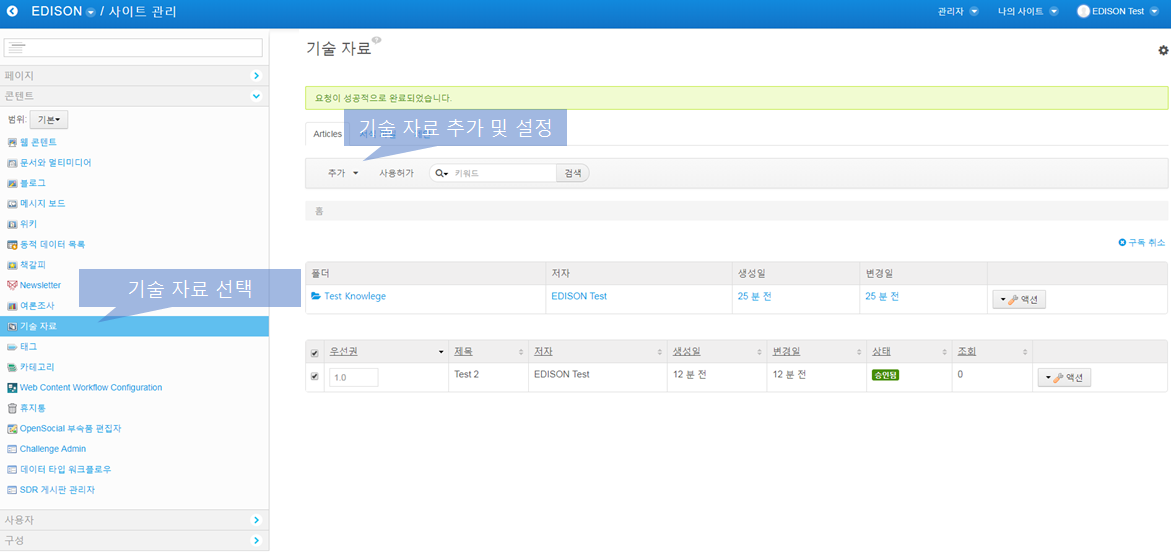 EDISON / 사이트 관리
관리자 나의 사이트 EDISON Test
페이지
콘텐트
범위: 기본
웹 콘텐트
문서와 멀티미디어
블로그
메시지 보드
위키
동적 데이터 목록
책갈피
Newsletter
여론조사
기술 자료
태그
카테고리
Web Content Workflow Configuration
휴지통
OpenSocial 부속품 편집자
Challenge Admin
데이터 타입 워크플로우
SDR 게시판 관리자
사용자
구성
기술 자료 선택
기술 자료
요청이 성공적으로 완료되었습니다.
Articles
기술 자료 추가 및 설정
추가 사용허가 키워드 검색
홈
구독 취소
폴더 저자 생성일 변경일
Test Knowlege EDISON Test 25 분 전 25 분 전 액션
우선권 제목 저자 생성일 변경일 상태 조회
1.0 Test 2 EDISON Test 12 분 전 12 분 전 승인됨 0 액션